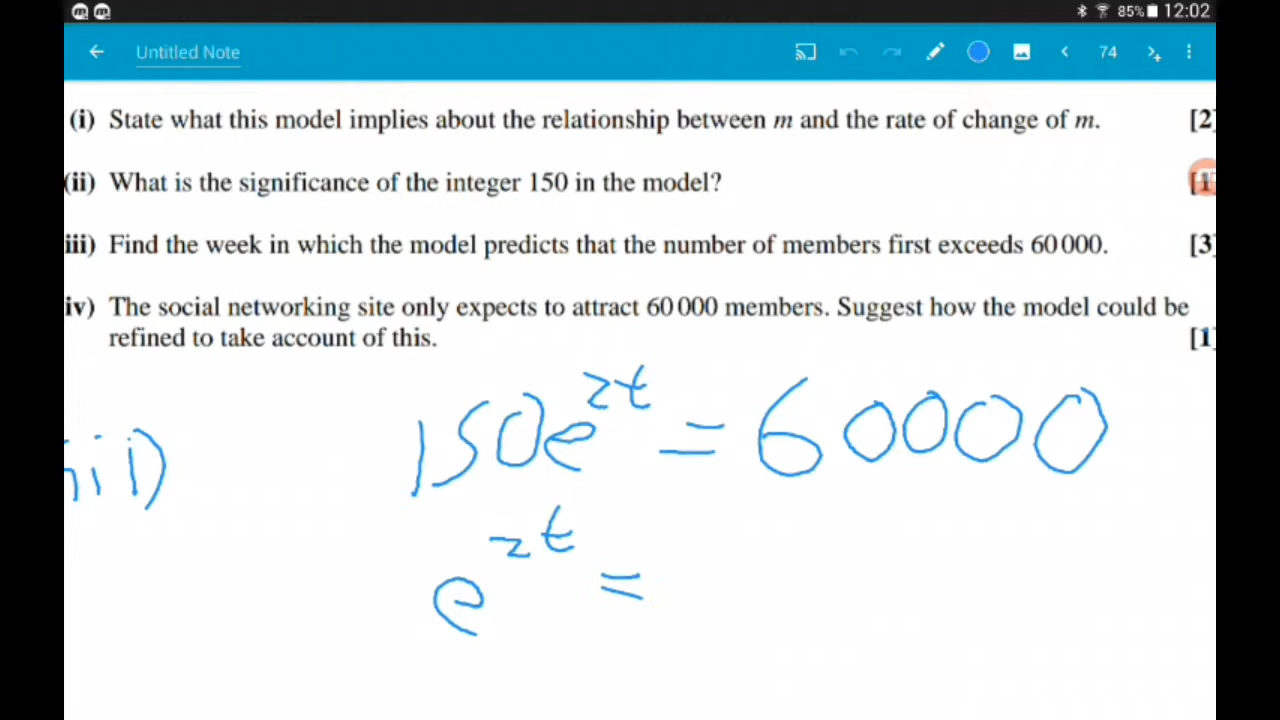 85% 12:02
Untitled Note 74
(i) State what this model implies about the relationship between m and the rate of change of m. [2]
(ii) What is the significance of the integer 150 in the model? [1]
iii) Find the week in which the model predicts that the number of members first exceeds 60 000. [3]
iv) The social networking site only expects to attract 60 000 members. Suggest how the model could be
refined to take account of this. [1]
iii) 150e^2t = 60000
e^2t =